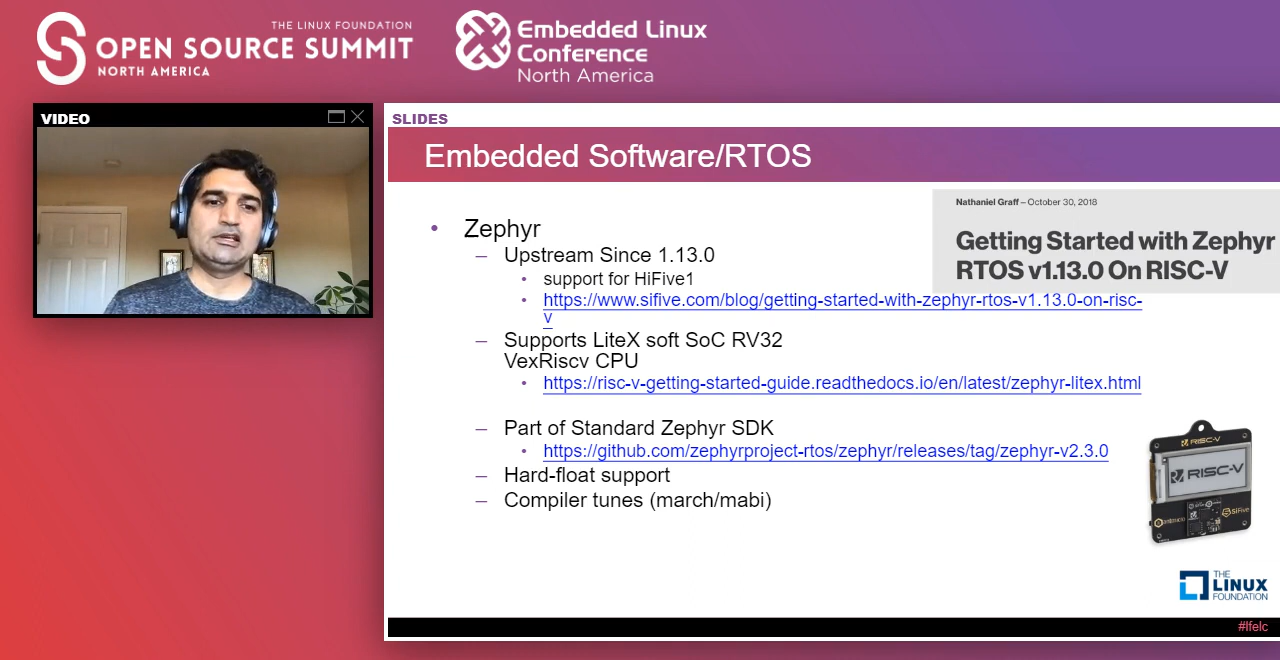 THE LINUX FOUNDATION
OPEN SOURCE SUMMIT
NORTH AMERICA
Embedded Linux
Conference
North America
VIDEO
SLIDES
Embedded Software/RTOS
Nathaniel Graff – October 30, 2018
Getting Started with Zephyr
RTOS v1.13.0 On RISC-V
• Zephyr
– Upstream Since 1.13.0
• support for HiFive1
• https://www.sifive.com/blog/getting-started-with-zephyr-rtos-v1.13.0-on-risc-
v
– Supports LiteX soft SoC RV32
VexRiscv CPU
• https://risc-v-getting-started-guide.readthedocs.io/en/latest/zephyr-litex.html
– Part of Standard Zephyr SDK
• https://github.com/zephyrproject-rtos/zephyr/releases/tag/zephyr-v2.3.0
– Hard-float support
– Compiler tunes (march/mabi)
RISC-V
RISC-V
antmicro
SiFive
THE
LINUX
FOUNDATION
#lfelc